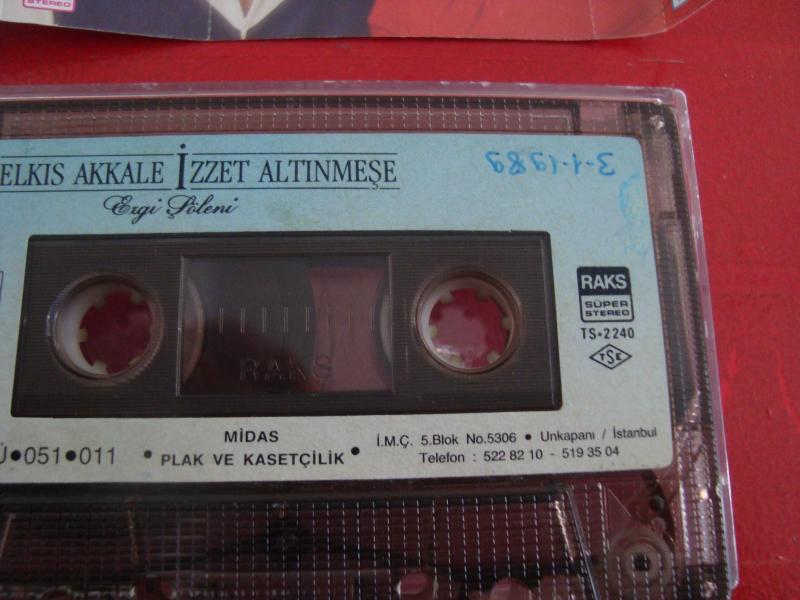 STEREO
ELKIS AKKALE İZZET ALTINMEŞE
Ezgi Şöleni
3-1-1989
RAKS
SÜPER
STEREO
TS•2240
TSE
RAKS
Ü•051•011
• MİDAS
PLAK VE KASETÇİLİK •
İ.M.Ç. 5.Blok No.5306 • Unkapanı / İstanbul
Telefon : 522 82 10 - 519 35 04